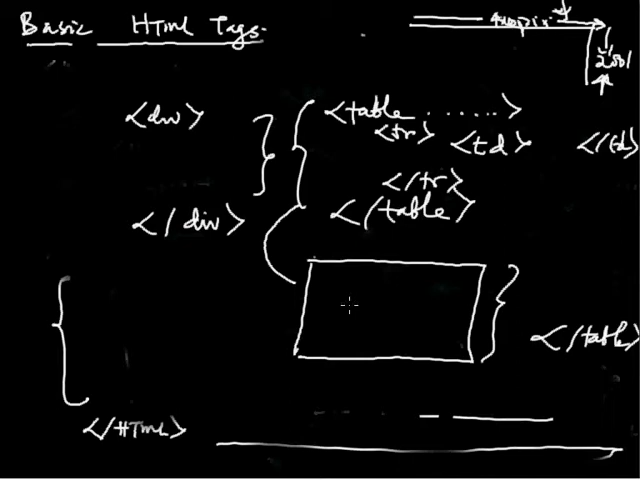 Basic HTML Tags.
<div>
<table ......>
<tr> <td> </td>
</tr>
</div> </table>
</table>
</HTML>